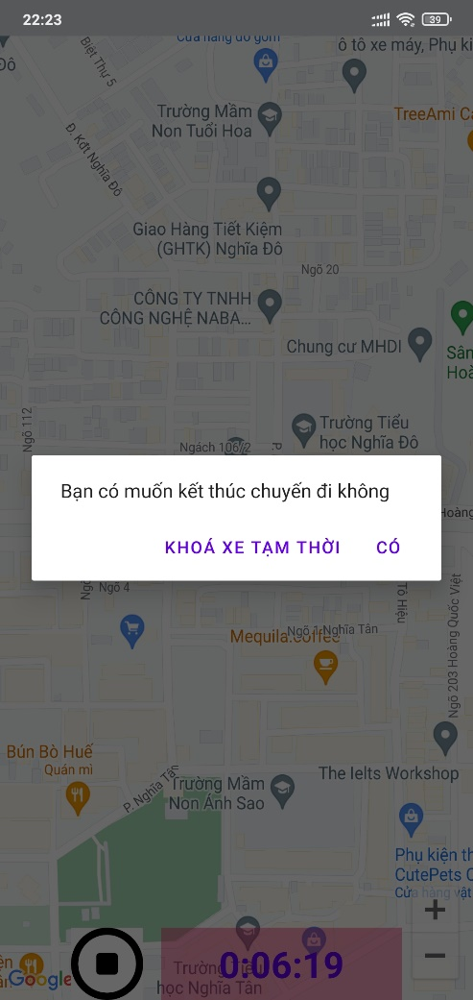 22:23
39
Cửa hàng đồ gốm
ô tô xe máy, Phụ ki
Đô
Biệt Thự 5
Trường Mầm
Non Tuổi Hoa
TreeAmi Ca
Đ. Kđt Nghĩa Đô
Giao Hàng Tiết Kiệm
(GHTK) Nghĩa Đô
Ngõ 20
CÔNG TY TNHH
CÔNG NGHỆ NABA...
Chung cư MHDI
Sân
Hoà
Ngõ 112
Trường Tiểu
học Nghĩa Đô
Ngách 106/2
P.
Bạn có muốn kết thúc chuyến đi không
Hoàng
KHOÁ XE TẠM THỜI
CÓ
Ngõ 4
Tô Hiệu
Ngõ 203 Hoàng Quốc Việt
Ngõ 1 Nghĩa Tân
Mequila.coffee
Bún Bò Huế
Quán mì
P. Nghĩa Tân
Trường Mầm
Non Ánh Sao
The Ielts Workshop
Phụ kiện th
CutePets C
Cửa hàng vật
+
−
Google
Trường Tiểu
học Nghĩa Tân
0:06:19